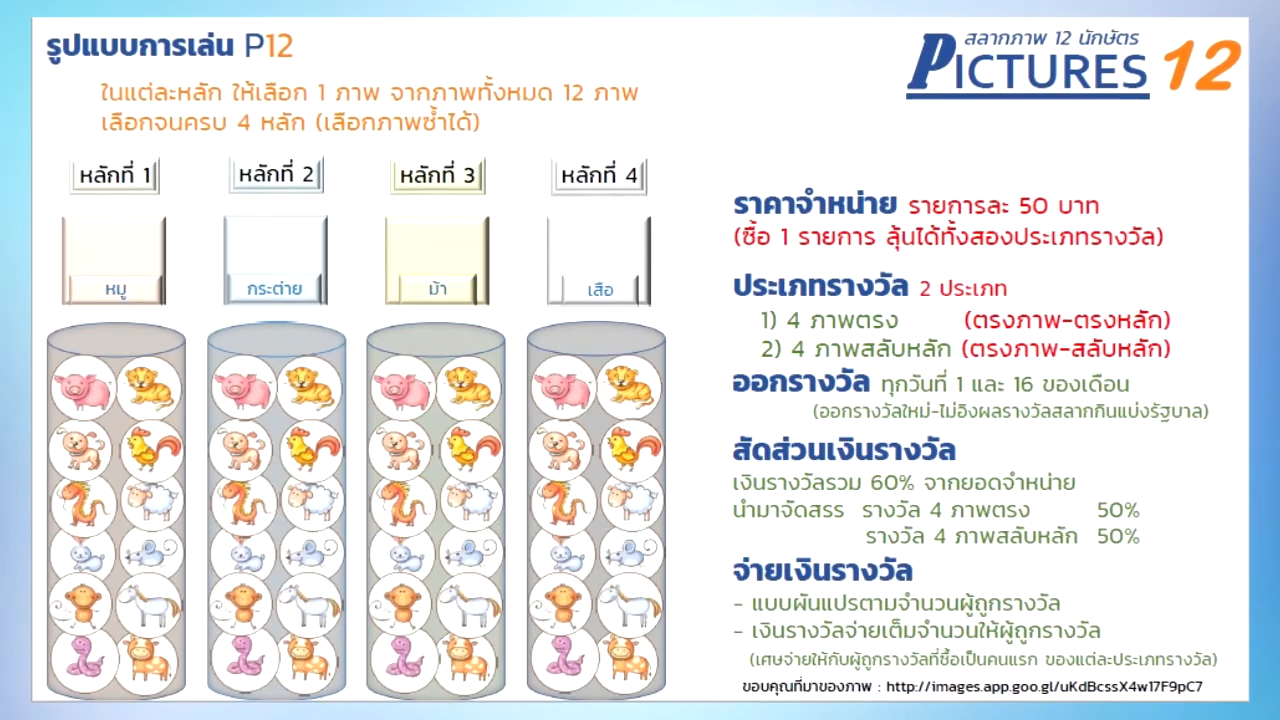 รูปแบบการเล่น P12
สลากภาพ 12 นักษัตร
PICTURES 12
ในแต่ละหลัก ให้เลือก 1 ภาพ จากภาพทั้งหมด 12 ภาพ
เลือกจนครบ 4 หลัก (เลือกภาพซ้ำได้)
หลักที่ 1
หลักที่ 2
หลักที่ 3
หลักที่ 4
หมู
กระต่าย
ม้า
เสือ
ราคาจำหน่าย รายการละ 50 บาท
(ซื้อ 1 รายการ ลุ้นได้ทั้งสองประเภทรางวัล)
ประเภทรางวัล 2 ประเภท
1) 4 ภาพตรง (ตรงภาพ-ตรงหลัก)
2) 4 ภาพสลับหลัก (ตรงภาพ-สลับหลัก)
ออกรางวัล ทุกวันที่ 1 และ 16 ของเดือน
(ออกรางวัลใหม่-ไม่อิงผลรางวัลสลากกินแบ่งรัฐบาล)
สัดส่วนเงินรางวัล
เงินรางวัลรวม 60% จากยอดจำหน่าย
นำมาจัดสรร รางวัล 4 ภาพตรง 50%
รางวัล 4 ภาพสลับหลัก 50%
จ่ายเงินรางวัล
- แบบผันแปรตามจำนวนผู้ถูกรางวัล
- เงินรางวัลจ่ายเต็มจำนวนให้ผู้ถูกรางวัล
(เศษจ่ายให้กับผู้ถูกรางวัลที่ซื้อเป็นคนแรก ของแต่ละประเภทรางวัล)
ขอบคุณที่มาของภาพ : http://images.app.goo.gl/uKdBcssX4w17F9pC7